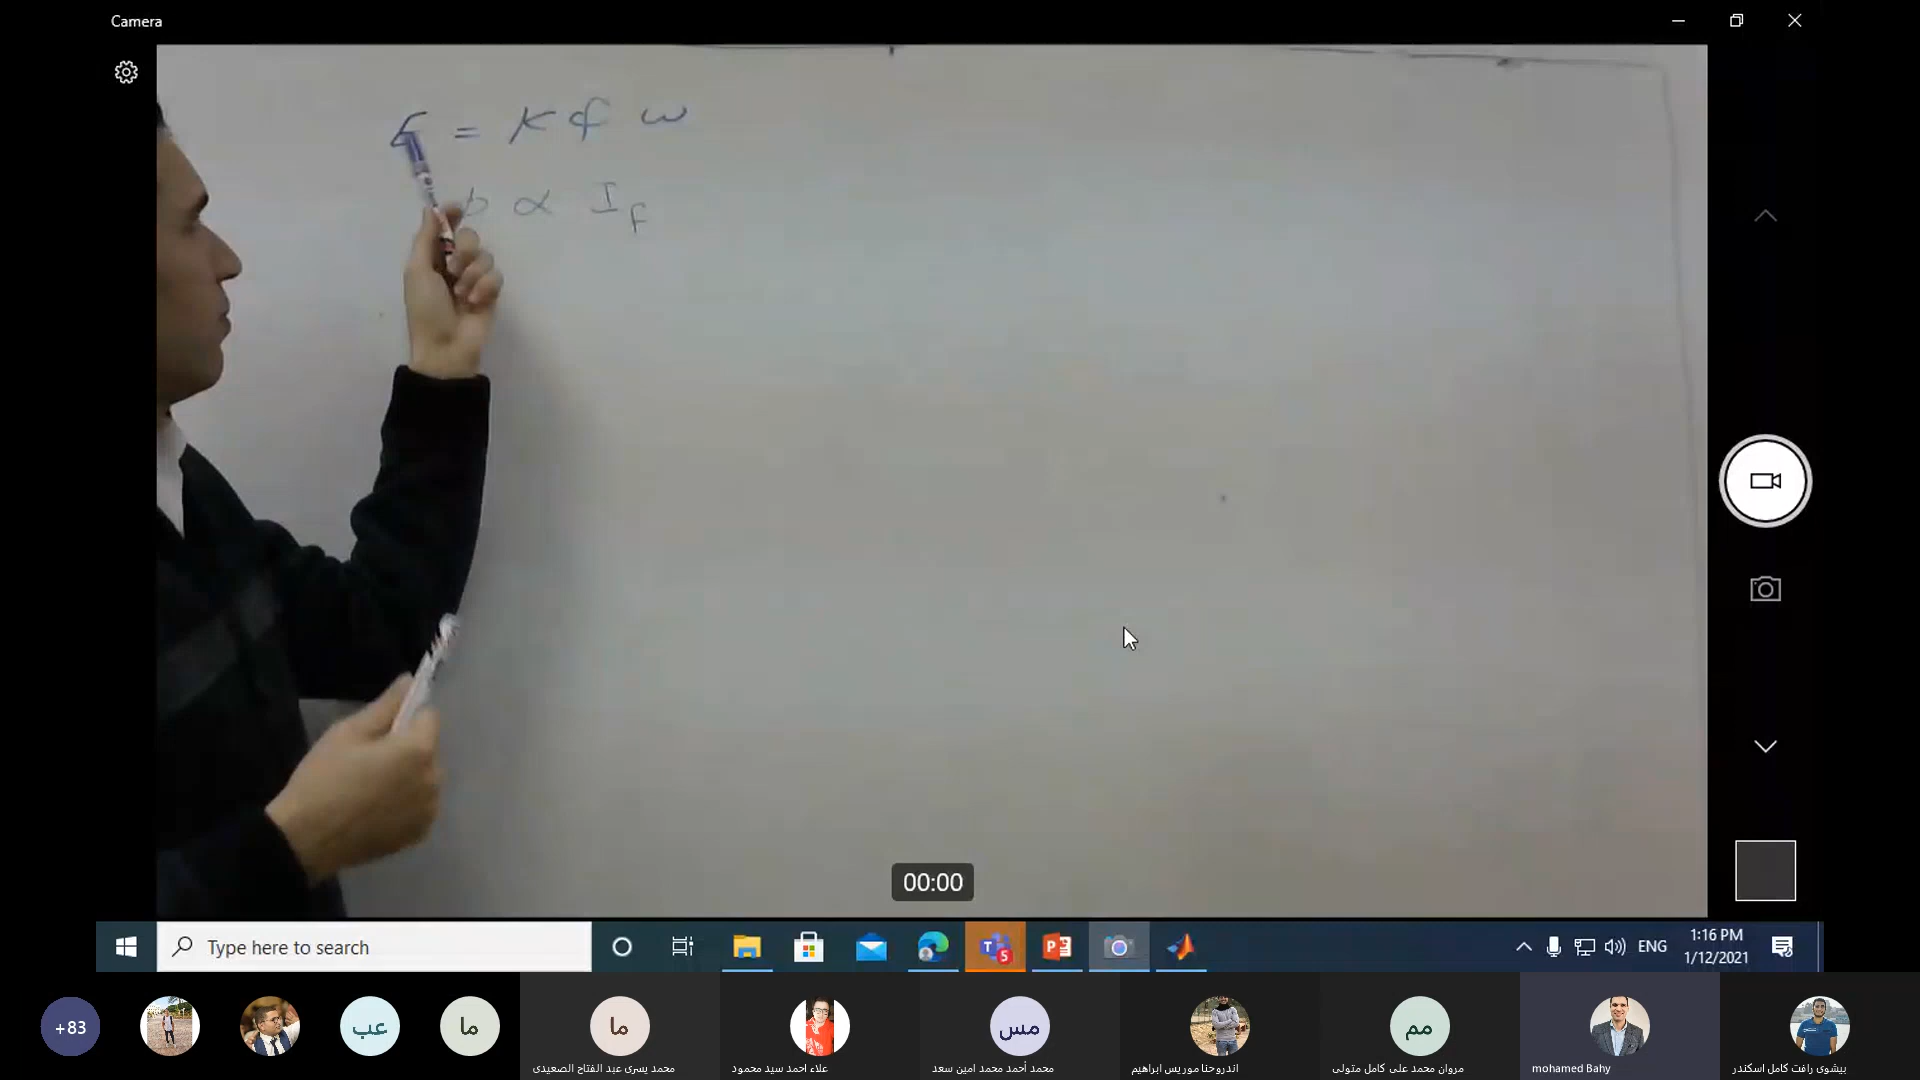 Camera
E = K φ ω
φ ∝ I_f
00:00
Type here to search
ENG
1:16 PM
1/12/2021
5
+83
عب
ما
ما
مس
مم
محمد يسرى عبد الفتاح الصعيدى
علاء احمد سيد محمود
محمد أحمد محمد امين سعد
اندروحنا موريس ابراهيم
مروان محمد على كامل متولى
mohamed Bahy
بيشوى رافت كامل اسكندر